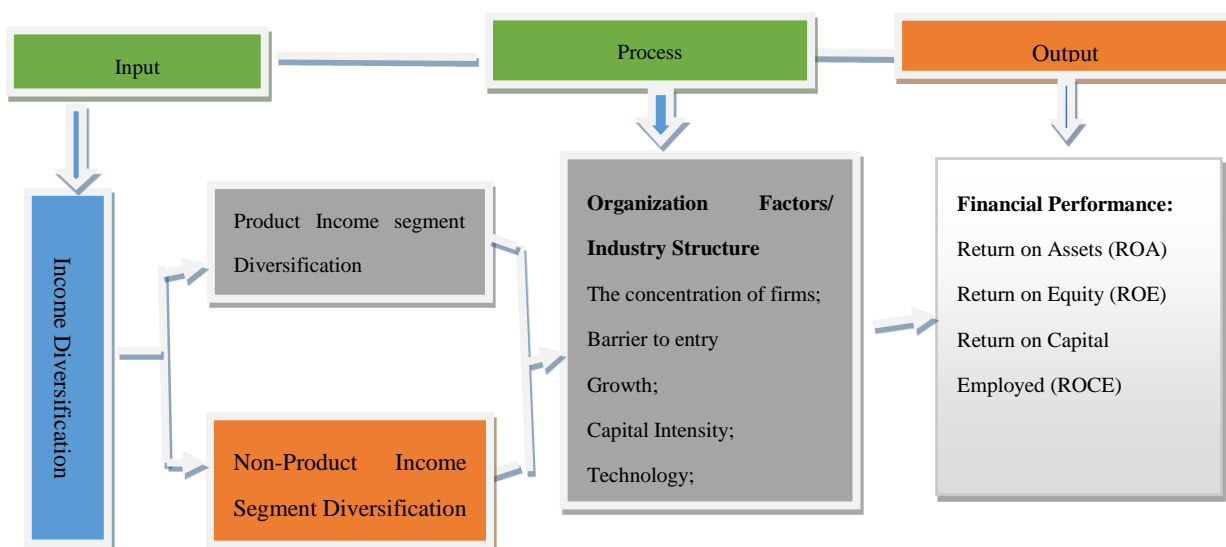 Input
Process
Output
Income Diversification
Product Income segment
Diversification
Non-Product Income
Segment Diversification
Organization Factors/
Industry Structure
The concentration of firms;
Barrier to entry
Growth;
Capital Intensity;
Technology;
Financial Performance:
Return on Assets (ROA)
Return on Equity (ROE)
Return on Capital
Employed (ROCE)